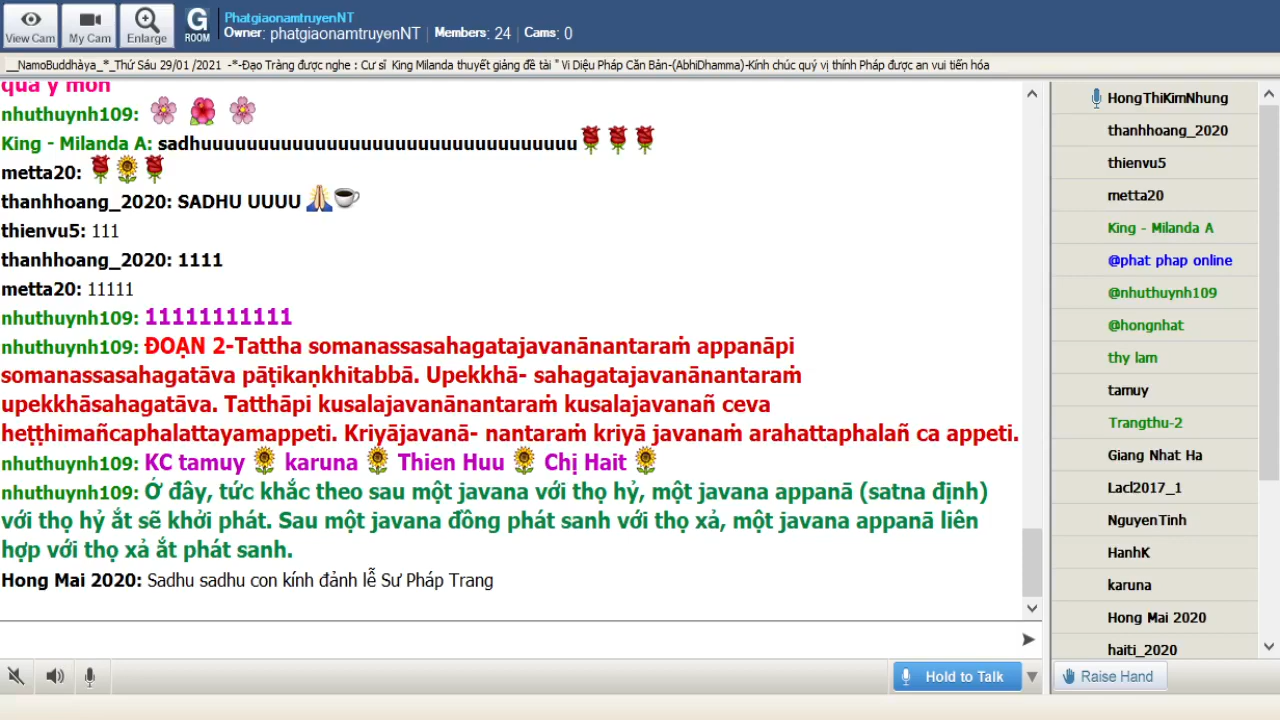 View Cam
My Cam
Enlarge
G
ROOM
PhatgiaonamtruyenNT
Owner: phatgiaonamtruyenNT | Members: 24 | Cams: 0
__NamoBuddhàya_*_Thứ Sáu 29/01 /2021 -*-Đạo Tràng được nghe : Cư sĩ King Milanda thuyết giảng đề tài " Vi Diệu Pháp Căn Bản-(AbhiDhamma)-Kính chúc quý vị thính Pháp được an vui tiến hóa
qua ý môn
nhuthuynh109:
King - Milanda A: sadhuuuuuuuuuuuuuuuuuuuuuuuuuuuuuuuuu
metta20:
thanhhoang_2020: SADHU UUUU
thienvu5: 111
thanhhoang_2020: 1111
metta20: 11111
nhuthuynh109: 11111111111
nhuthuynh109: ĐOẠN 2-Tattha somanassasahagatajavanānantaraṁ appanāpi
somanassasahagatāva pāṭikaṇkhitabbā. Upekkhā- sahagatajavanānantaraṁ
upekkhāsahagatāva. Tatthāpi kusalajavanānantaraṁ kusalajavanañ ceva
heṭṭhimañcaphalattayamappeti. Kriyājavanā- nantaraṁ kriyā javanaṁ arahattaphalañ ca appeti.
nhuthuynh109: KC tamuy karuna Thien Huu Chị Hait
nhuthuynh109: Ở đây, tức khắc theo sau một javana với thọ hỷ, một javana appanā (satna định)
với thọ hỷ ắt sẽ khởi phát. Sau một javana đồng phát sanh với thọ xả, một javana appanā liên
hợp với thọ xả ắt phát sanh.
Hong Mai 2020: Sadhu sadhu con kính đảnh lễ Sư Pháp Trang
Hold to Talk
HongThiKimNhung
thanhhoang_2020
thienvu5
metta20
King - Milanda A
@phat phap online
@nhuthuynh109
@hongnhat
thy lam
tamuy
Trangthu-2
Giang Nhat Ha
Lacl2017_1
NguyenTinh
HanhK
karuna
Hong Mai 2020
haiti_2020
Raise Hand